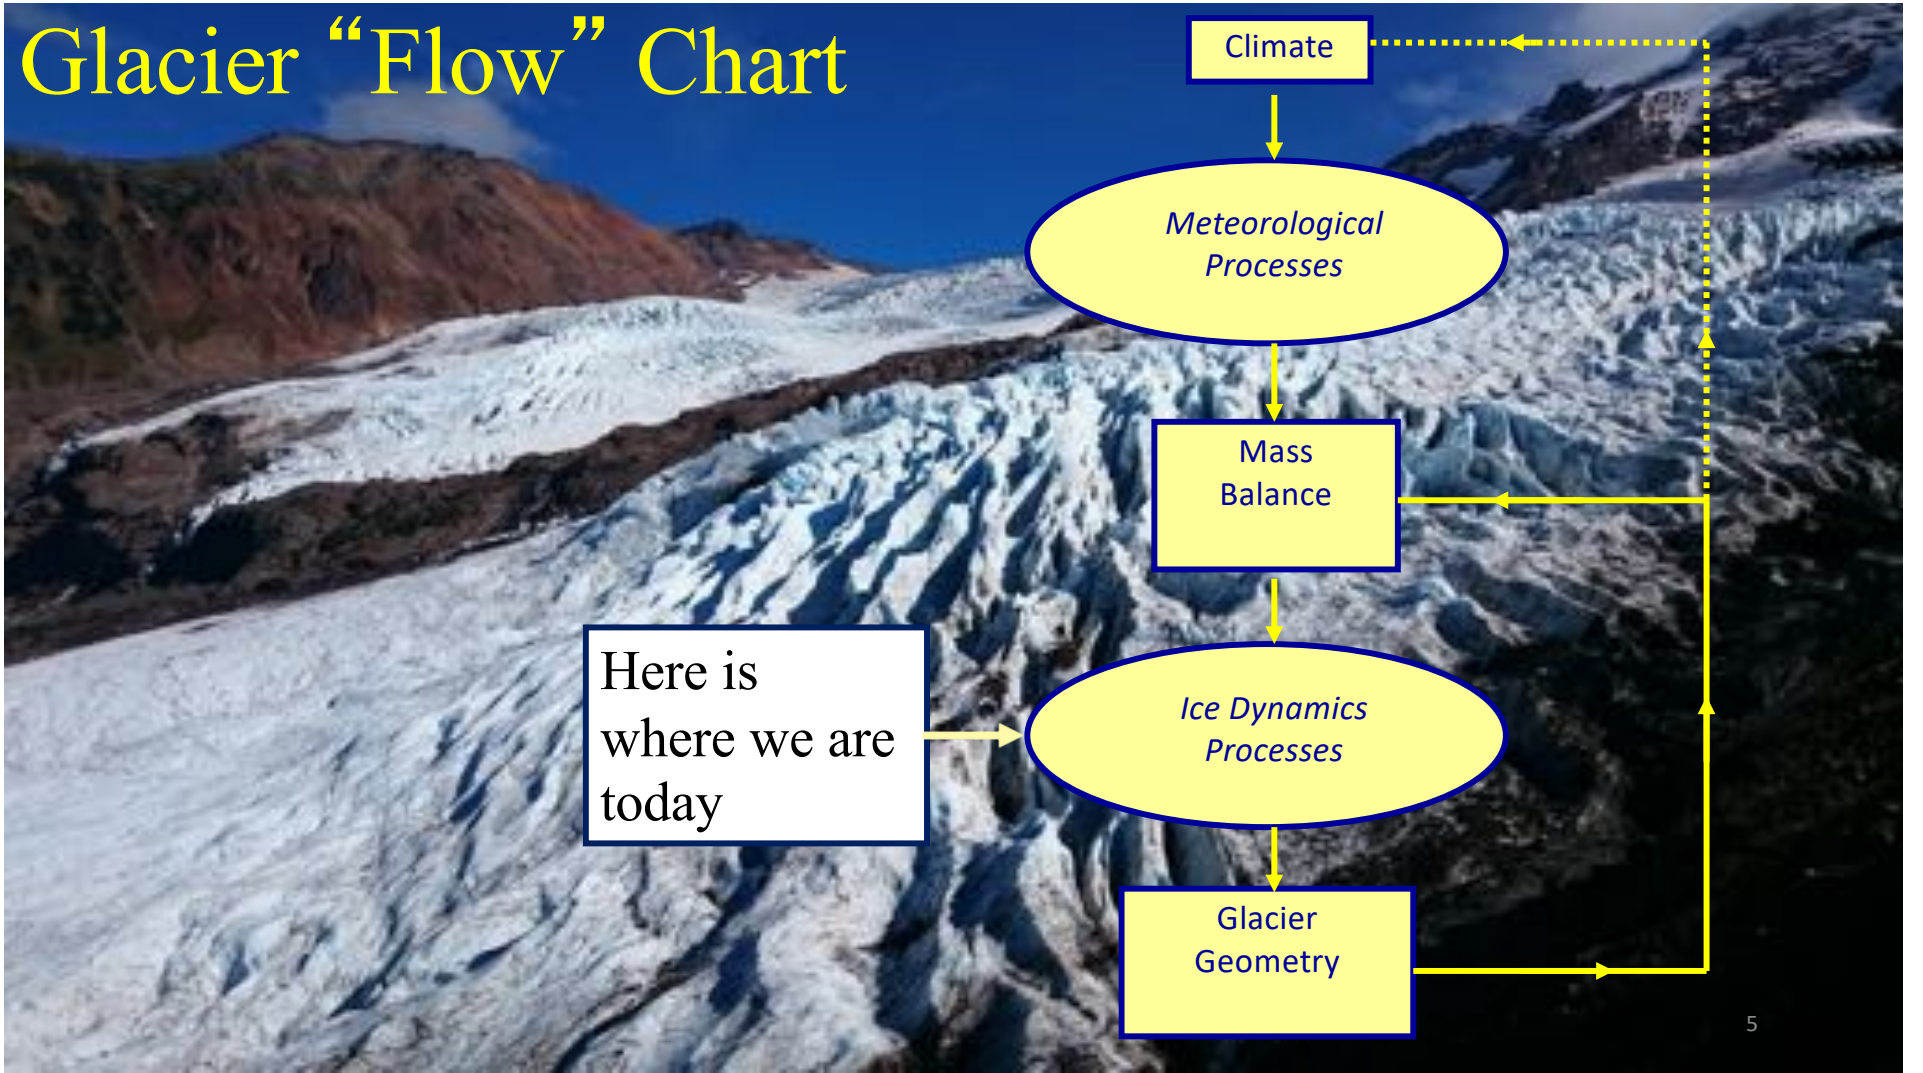 Glacier “Flow” Chart
Climate
Meteorological
Processes
Mass
Balance
Here is
where we are
today
Ice Dynamics
Processes
Glacier
Geometry
5